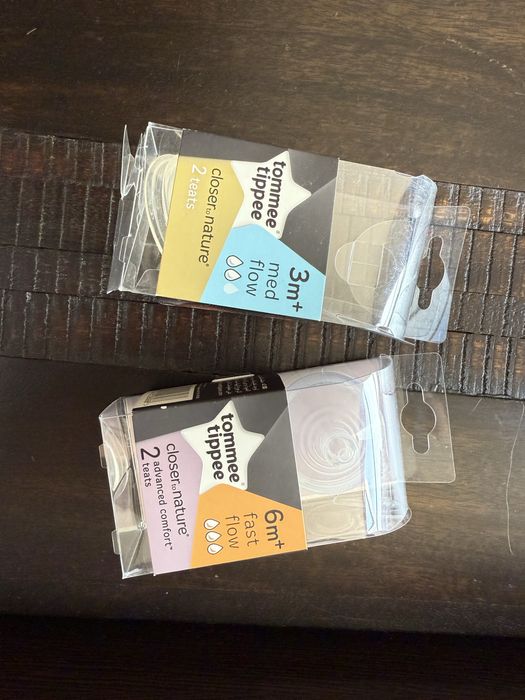 tommee
tippee®
closer to nature®
2 teats
3m+
med
flow
tommee
tippee®
closer to nature®
2 advanced comfort™
teats
6m+
fast
flow